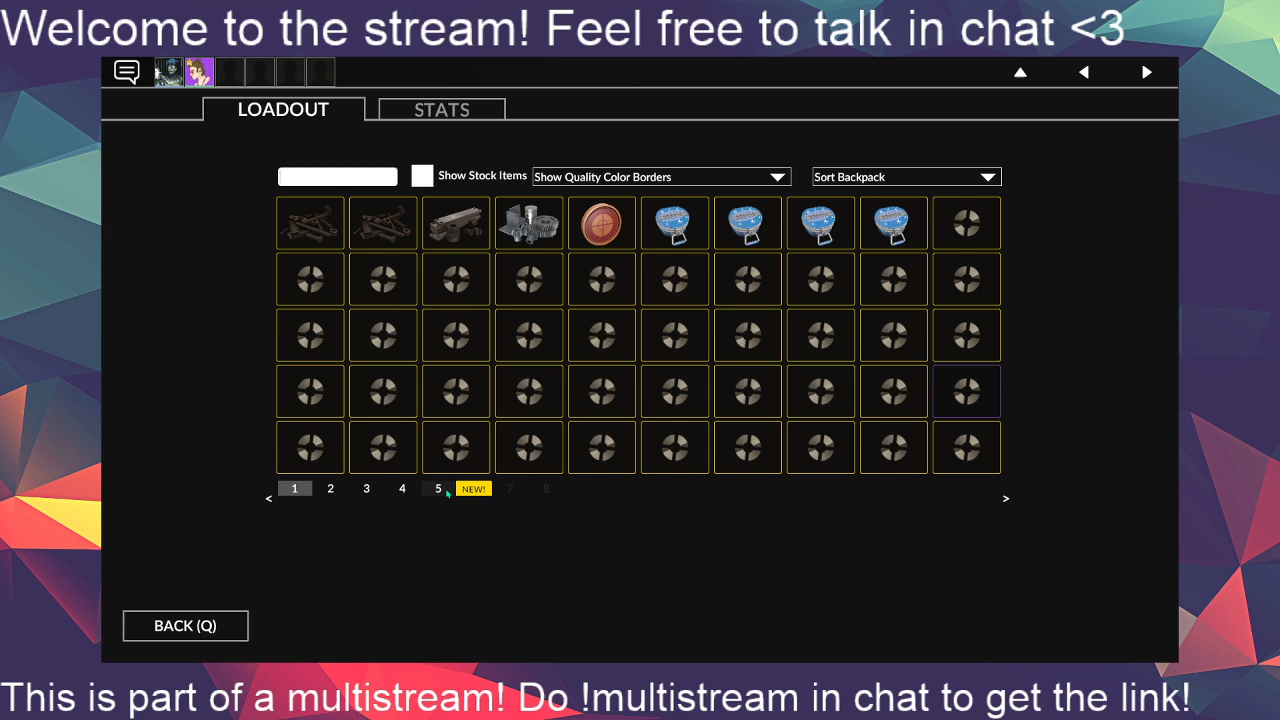 Welcome to the stream! Feel free to talk in chat <3
LOADOUT STATS
Show Stock Items Show Quality Color Borders Sort Backpack
< 1 2 3 4 5 NEW! 7 8 >
BACK (Q)
This is part of a multistream! Do !multistream in chat to get the link!